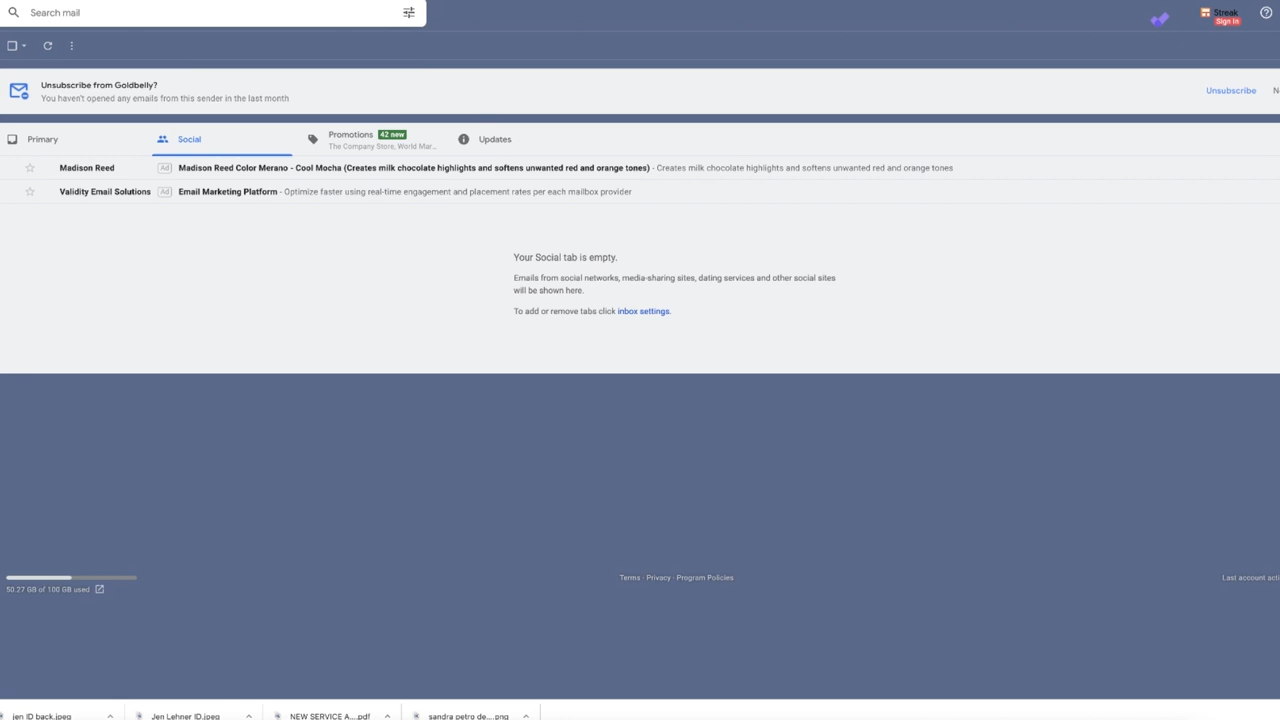 Search mail
Streak
Sign In
Unsubscribe from Goldbelly?
You haven't opened any emails from this sender in the last month
Unsubscribe
Primary
Social
Promotions 42 new
The Company Store, World Mar...
Updates
Madison Reed Ad Madison Reed Color Merano - Cool Mocha (Creates milk chocolate highlights and softens unwanted red and orange tones) - Creates milk chocolate highlights and softens unwanted red and orange tones
Validity Email Solutions Ad Email Marketing Platform - Optimize faster using real-time engagement and placement rates per each mailbox provider
Your Social tab is empty.
Emails from social networks, media-sharing sites, dating services and other social sites
will be shown here.
To add or remove tabs click inbox settings.
Terms · Privacy · Program Policies
Last account acti
50.27 GB of 100 GB used
jen ID back.jpeg
Jen Lehner ID.jpeg
NEW SERVICE A....pdf
sandra petro de....png